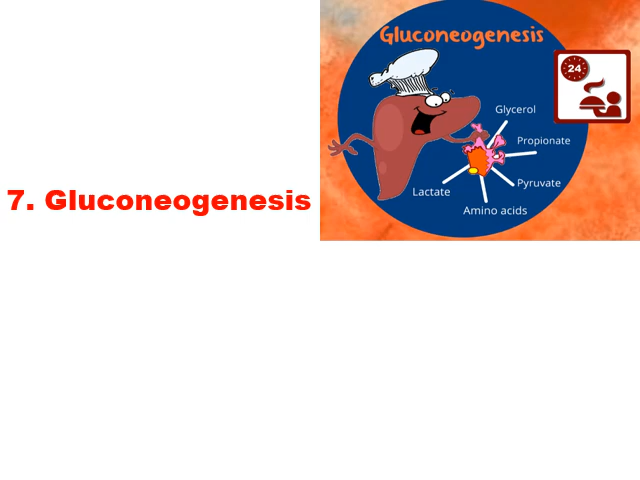 7. Gluconeogenesis
Gluconeogenesis
24
Glycerol
Propionate
Pyruvate
Lactate
Amino acids